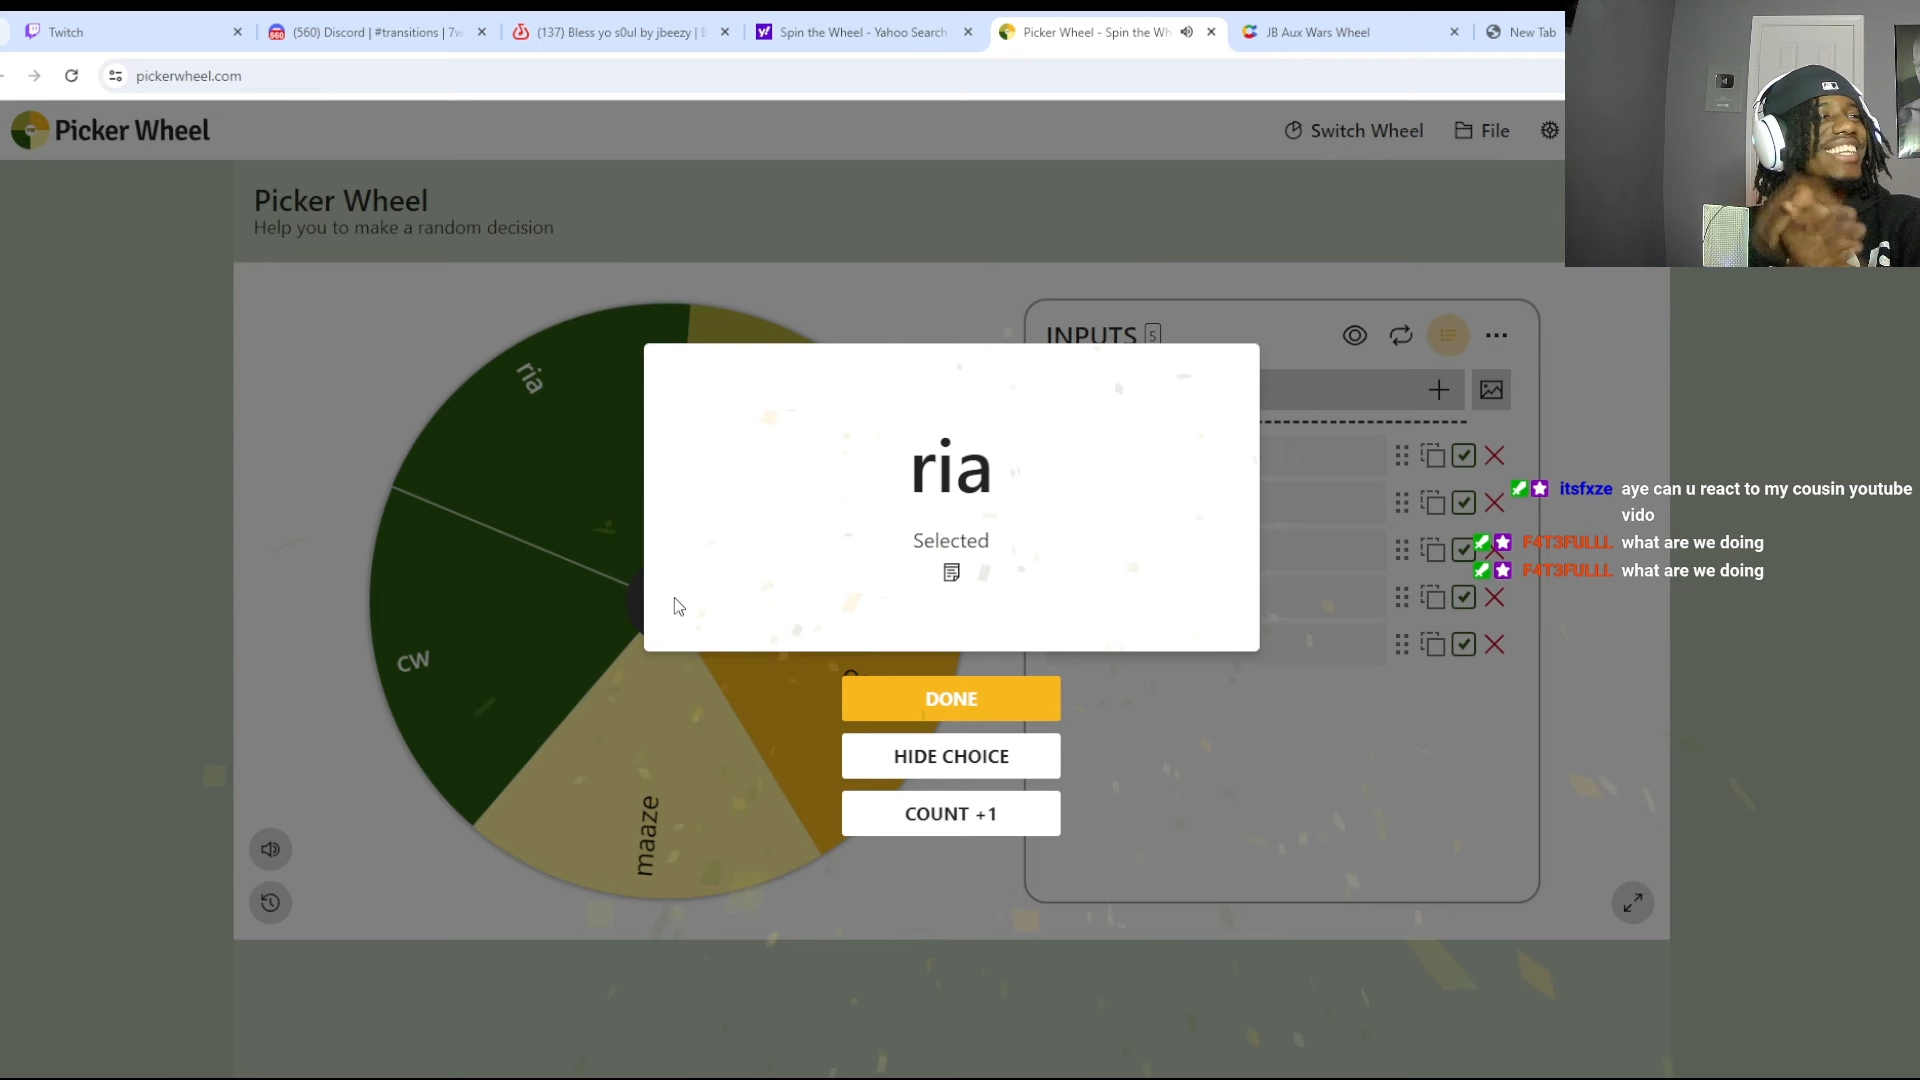 Twitch
(560) Discord | #transitions | 7w
(137) Bless yo s0ul by jbeezy |
Spin the Wheel - Yahoo Search
Picker Wheel - Spin the Wh
JB Aux Wars Wheel
New Tab
pickerwheel.com
Picker Wheel
Switch Wheel
File
Picker Wheel
Help you to make a random decision
INPUTS 5
ria
cw
maaze
ria
Selected
DONE
HIDE CHOICE
COUNT +1
itsfxze aye can u react to my cousin youtube
vido
F4T3FULLL what are we doing
F4T3FULLL what are we doing